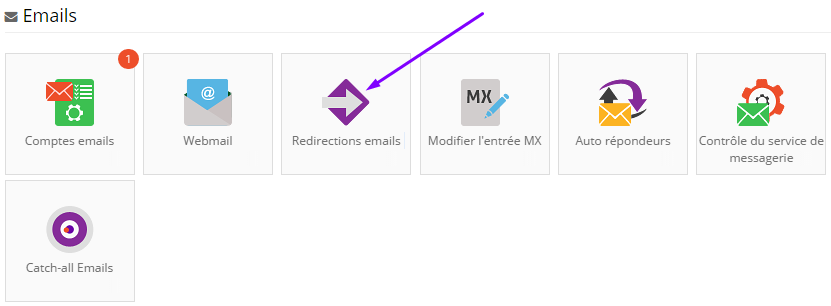 Emails
1
Comptes emails
@
Webmail
Redirections emails
MX
Modifier l'entrée MX
Auto répondeurs
Contrôle du service de
messagerie
Catch-all Emails